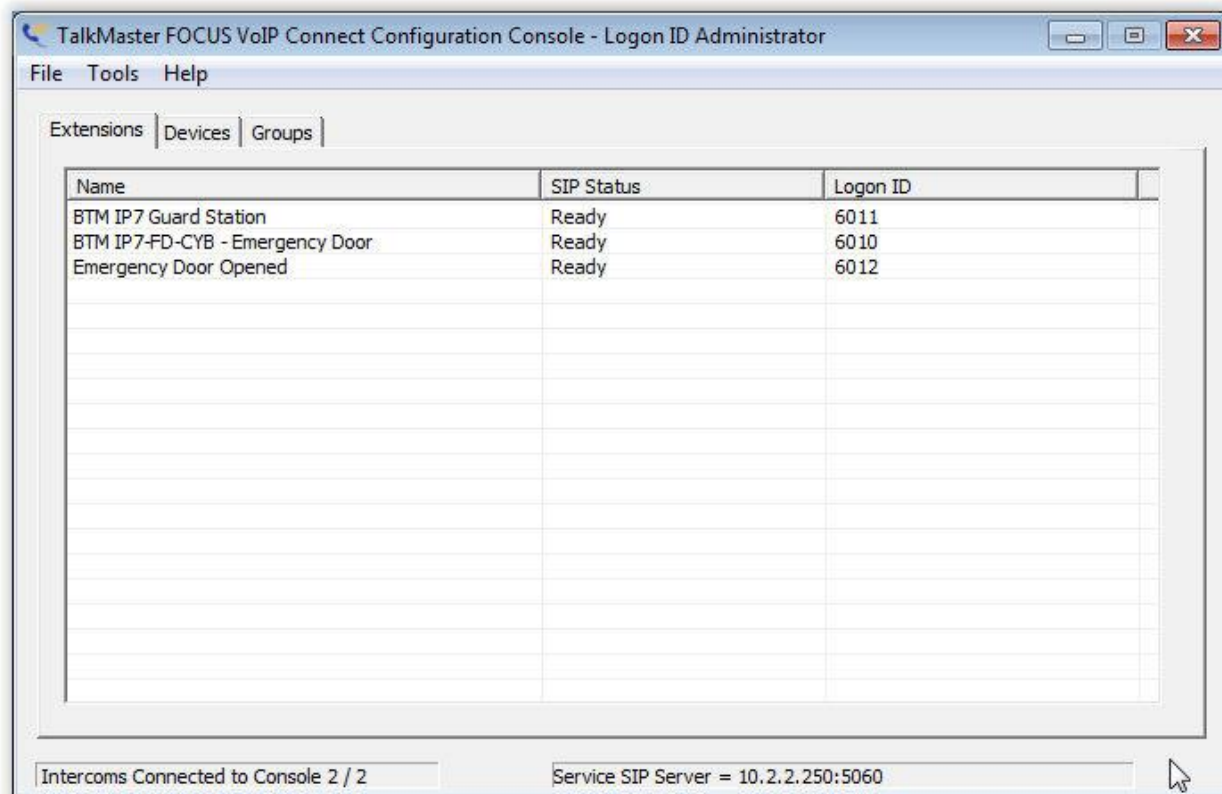 TalkMaster FOCUS VoIP Connect Configuration Console - Logon ID Administrator
File Tools Help
Extensions Devices Groups
Name SIP Status Logon ID
BTM IP7 Guard Station Ready 6011
BTM IP7-FD-CYB - Emergency Door Ready 6010
Emergency Door Opened Ready 6012
Intercoms Connected to Console 2 / 2 Service SIP Server = 10.2.2.250:5060